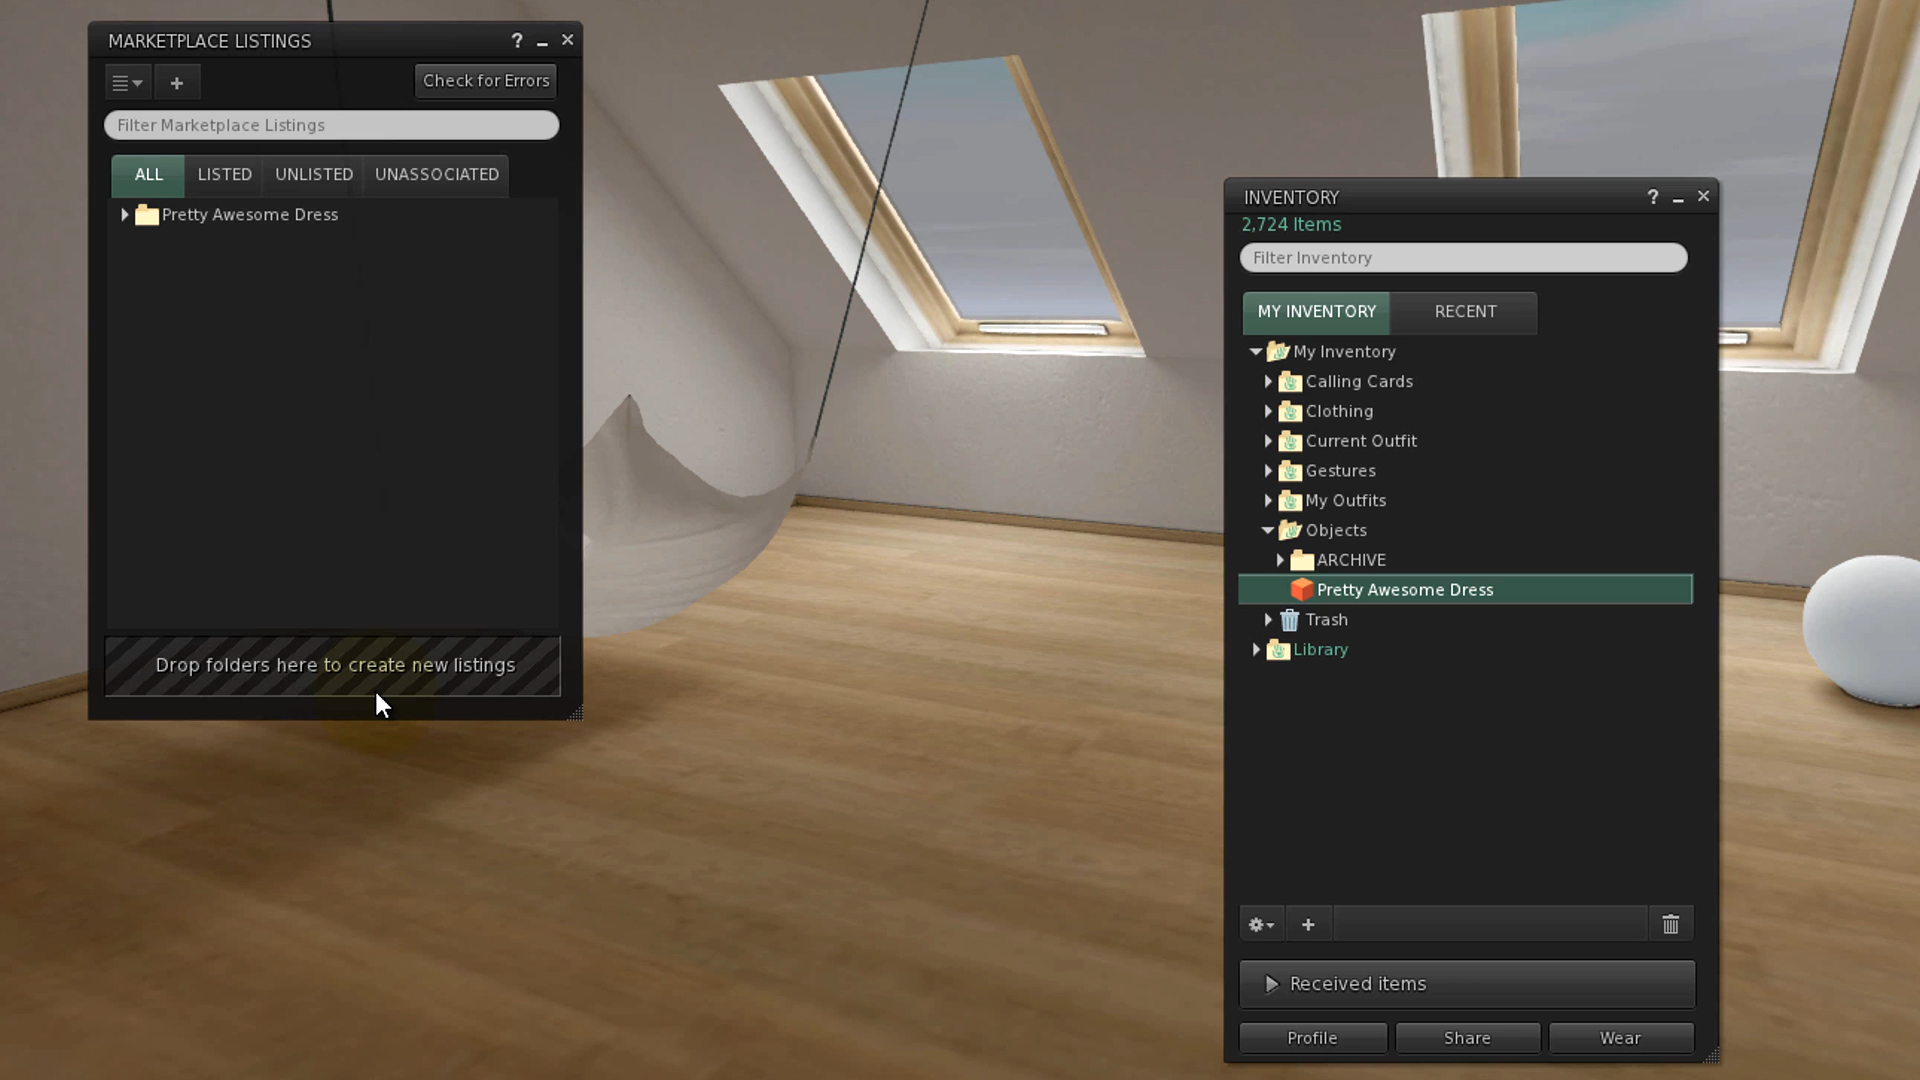 MARKETPLACE LISTINGS
? _ ×
+
Check for Errors
Filter Marketplace Listings
ALL LISTED UNLISTED UNASSOCIATED
Pretty Awesome Dress
Drop folders here to create new listings
INVENTORY
? _ ×
2,724 Items
Filter Inventory
MY INVENTORY RECENT
My Inventory
Calling Cards
Clothing
Current Outfit
Gestures
My Outfits
Objects
ARCHIVE
Pretty Awesome Dress
Trash
Library
+
Received items
Profile Share Wear